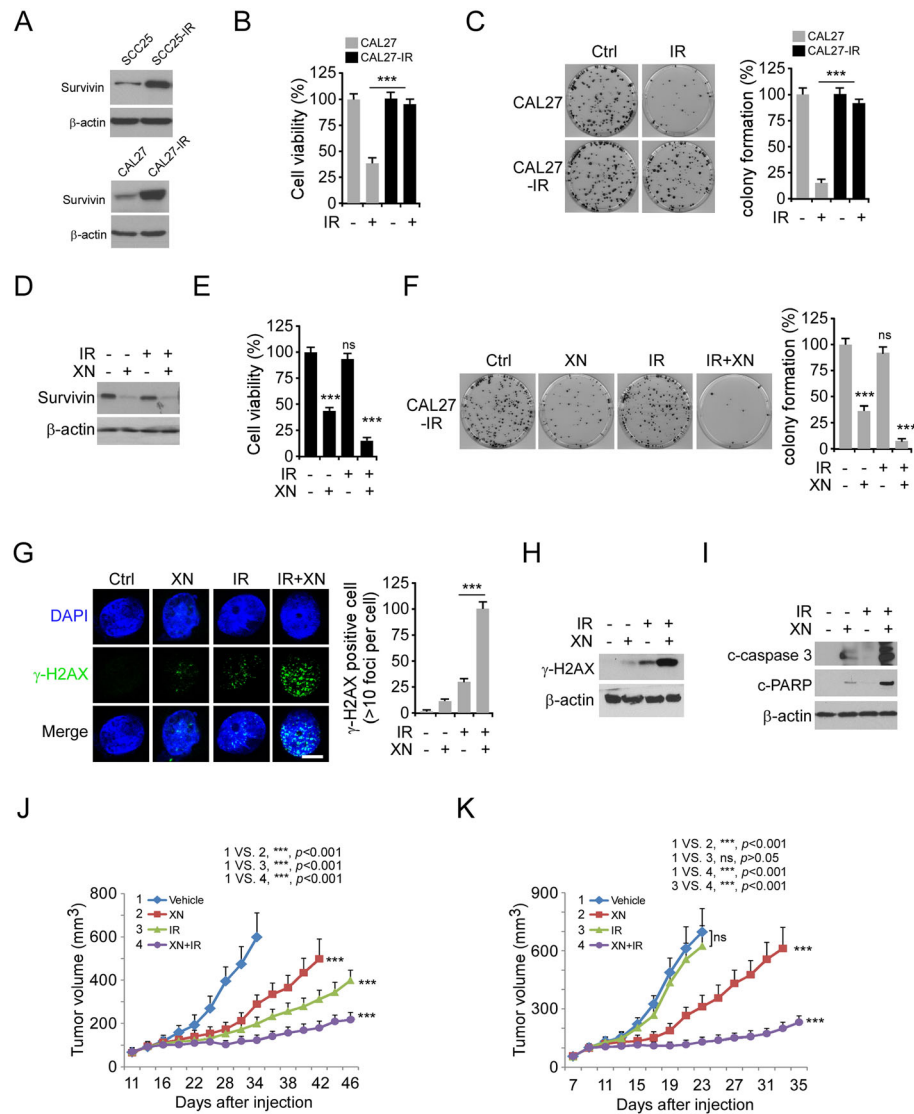 A
SCC25
SCC25-IR
Survivin
β-actin
CAL27
CAL27-IR
Survivin
β-actin
B
CAL27
CAL27-IR
Cell viability (%)
125
100
75
50
25
0
***
IR - + - +
C
Ctrl IR
CAL27
CAL27
-IR
CAL27
CAL27-IR
colony formation (%)
125
100
75
50
25
0
***
IR - + - +
D
IR - - + +
XN - + - +
Survivin
β-actin
E
Cell viability (%)
125
100
75
50
25
0
***
ns
***
IR - - + +
XN - + - +
F
Ctrl XN IR IR+XN
CAL27
-IR
colony formation (%)
125
100
75
50
25
0
***
ns
***
IR - - + +
XN - + - +
G
Ctrl XN IR IR+XN
DAPI
γ-H2AX
Merge
γ-H2AX positive cell
(>10 foci per cell)
125
100
75
50
25
0
***
IR - - + +
XN - + - +
H
IR - - + +
XN - + - +
γ-H2AX
β-actin
I
IR - - + +
XN - + - +
c-caspase 3
c-PARP
β-actin
J
1 VS. 2, ***, p<0.001
1 VS. 3, ***, p<0.001
1 VS. 4, ***, p<0.001
Tumor volume (mm3)
800
600
400
200
0
1 Vehicle
2 XN
3 IR
4 XN+IR
***
***
***
11 14 16 18 22 24 28 30 34 38 42 46
Days after injection
K
1 VS. 2, ***, p<0.001
1 VS. 3, ns, p>0.05
1 VS. 4, ***, p<0.001
3 VS. 4, ***, p<0.001
Tumor volume (mm3)
900
600
300
0
1 Vehicle
2 XN
3 IR
4 XN+IR
ns
***
***
7 11 15 19 23 27 31 35
Days after injection